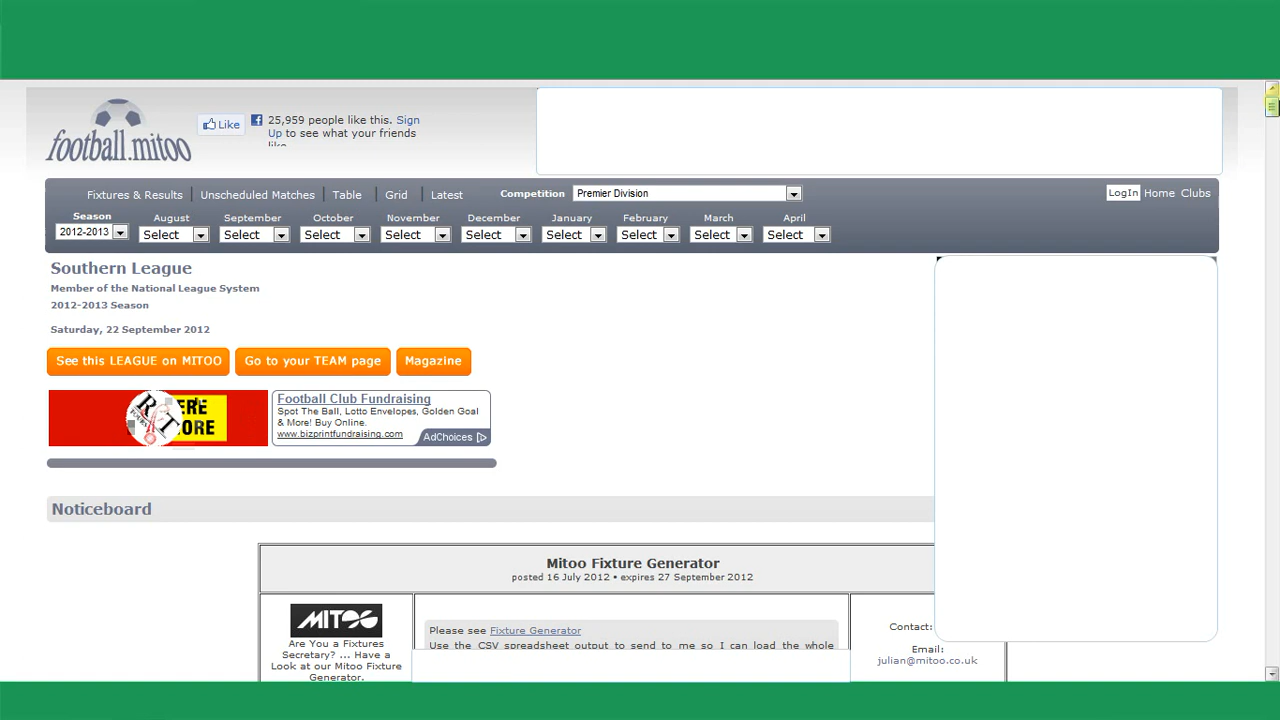 football.mitoo
Like
25,959 people like this. Sign
Up to see what your friends
Fixtures & Results
Unscheduled Matches
Table
Grid
Latest
Competition
Premier Division
LogIn
Home
Clubs
Season
August
September
October
November
December
January
February
March
April
2012-2013
Select
Select
Select
Select
Select
Select
Select
Select
Select
Southern League
Member of the National League System
2012-2013 Season
Saturday, 22 September 2012
See this LEAGUE on MITOO
Go to your TEAM page
Magazine
Football Club Fundraising
Spot The Ball, Lotto Envelopes, Golden Goal
& More! Buy Online.
www.bizprintfundraising.com
AdChoices
Noticeboard
Mitoo Fixture Generator
posted 16 July 2012 • expires 27 September 2012
MITOO
Are You a Fixtures
Secretary? ... Have a
Look at our Mitoo Fixture
Generator.
Please see Fixture Generator
Use the CSV spreadsheet output to send to me so I can load the whole
Contact:
Email:
julian@mitoo.co.uk